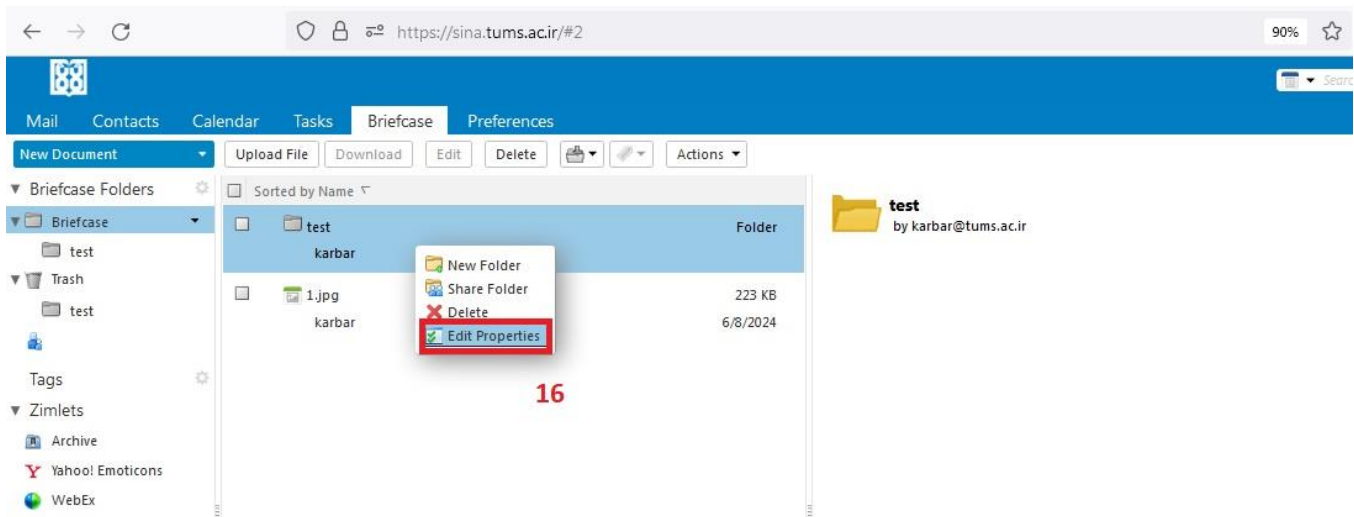 https://sina.tums.ac.ir/#2
90%
Mail Contacts Calendar Tasks Briefcase Preferences
New Document Upload File Download Edit Delete Actions
Briefcase Folders
Sorted by Name
Briefcase
test
Trash
test
Tags
Zimlets
Archive
Yahoo! Emoticons
WebEx
test Folder
karbar
1.jpg 223 KB
karbar 6/8/2024
New Folder
Share Folder
Delete
Edit Properties
16
test
by karbar@tums.ac.ir